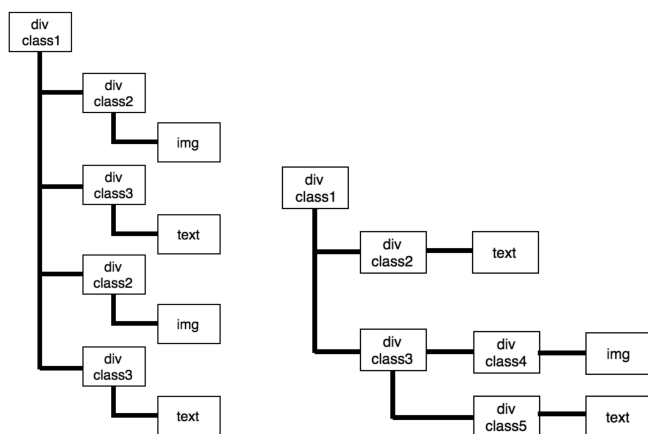 div
class1
div
class2
img
div
class3
text
div
class2
img
div
class3
text
div
class1
div
class2
text
div
class3
div
class4
img
div
class5
text